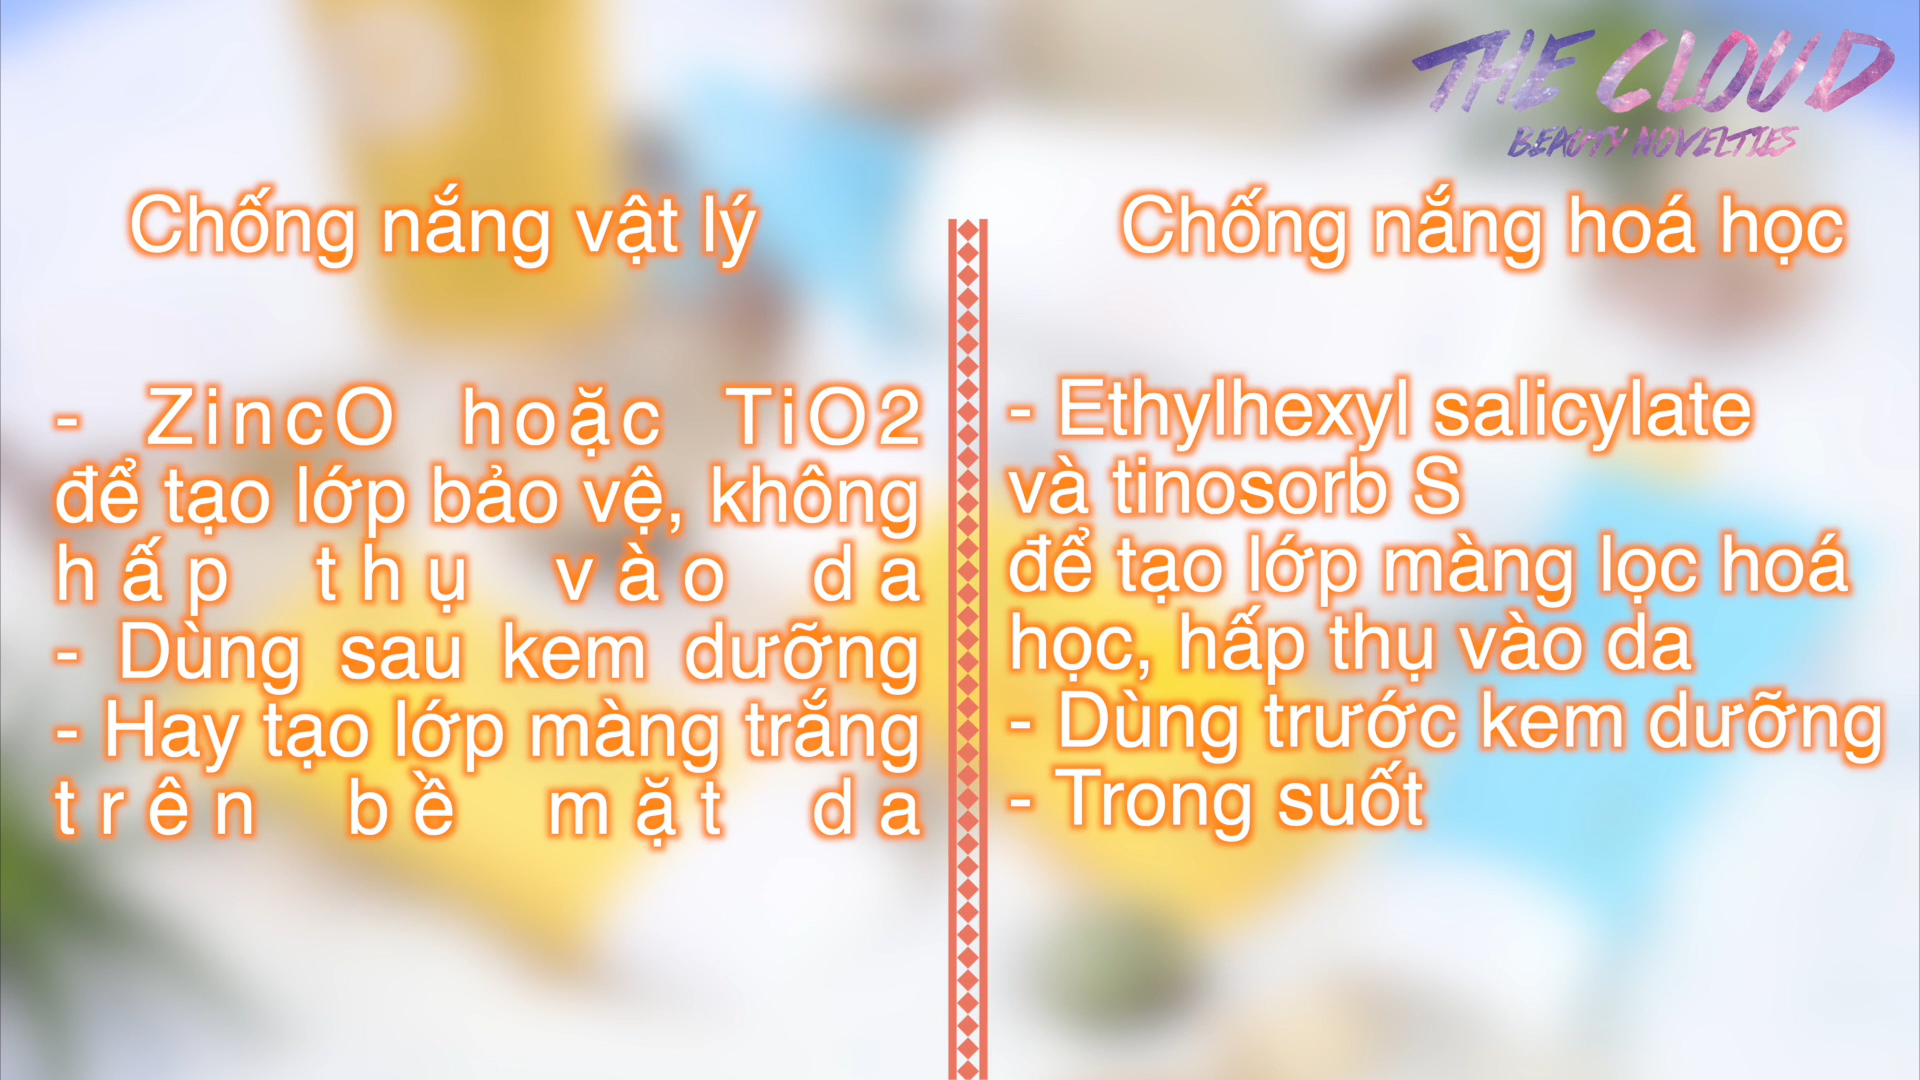 THE CLOUD
BEAUTY NOVELTIES
Chống nắng vật lý
- ZincO hoặc TiO2
để tạo lớp bảo vệ, không
hấp thụ vào da
- Dùng sau kem dưỡng
- Hay tạo lớp màng trắng
trên bề mặt da
Chống nắng hoá học
- Ethylhexyl salicylate
và tinosorb S
để tạo lớp màng lọc hoá
học, hấp thụ vào da
- Dùng trước kem dưỡng
- Trong suốt